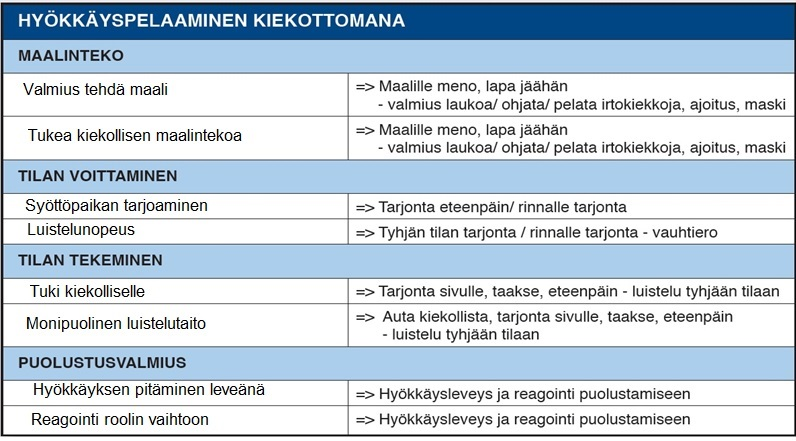 HYÖKKÄYSPELAAMINEN KIEKOTTOMANA
MAALINTEKO
Valmius tehdä maali => Maalille meno, lapa jäähän
- valmius laukoa/ ohjata/ pelata irtokiekkoja, ajoitus, maski
Tukea kiekollisen maalintekoa => Maalille meno, lapa jäähän
- valmius laukoa/ ohjata/ pelata irtokiekkoja, ajoitus, maski
TILAN VOITTAMINEN
Syöttöpaikan tarjoaminen => Tarjonta eteenpäin/ rinnalle tarjonta
Luistelunopeus => Tyhjän tilan tarjonta / rinnalle tarjonta - vauhtiero
TILAN TEKEMINEN
Tuki kiekolliselle => Tarjonta sivulle, taakse, eteenpäin - luistelu tyhjään tilaan
Monipuolinen luistelutaito => Auta kiekollista, tarjonta sivulle, taakse, eteenpäin
- luistelu tyhjään tilaan
PUOLUSTUSVALMIUS
Hyökkäyksen pitäminen leveänä => Hyökkäysleveys ja reagointi puolustamiseen
Reagointi roolin vaihtoon => Hyökkäysleveys ja reagointi puolustamiseen